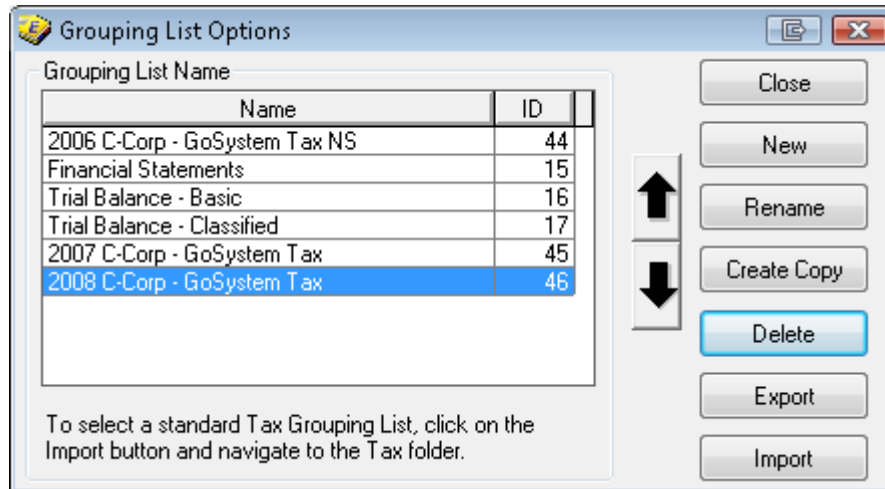 Grouping List Options
Grouping List Name
Name ID
2006 C-Corp - GoSystem Tax NS 44
Financial Statements 15
Trial Balance - Basic 16
Trial Balance - Classified 17
2007 C-Corp - GoSystem Tax 45
2008 C-Corp - GoSystem Tax 46
To select a standard Tax Grouping List, click on the
Import button and navigate to the Tax folder.
Close
New
Rename
Create Copy
Delete
Export
Import